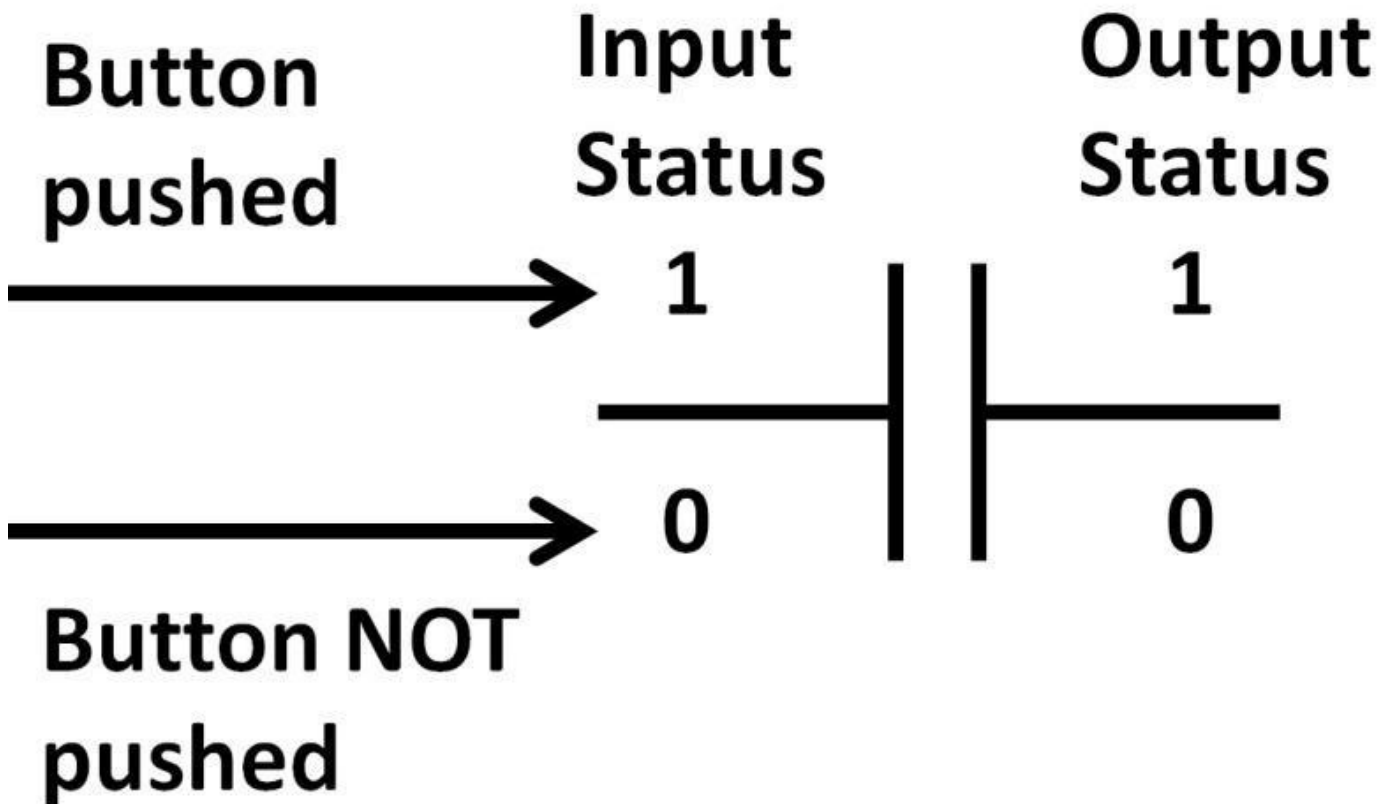 Button
pushed
Input
Status
Output
Status
1
1
0
0
Button NOT
pushed